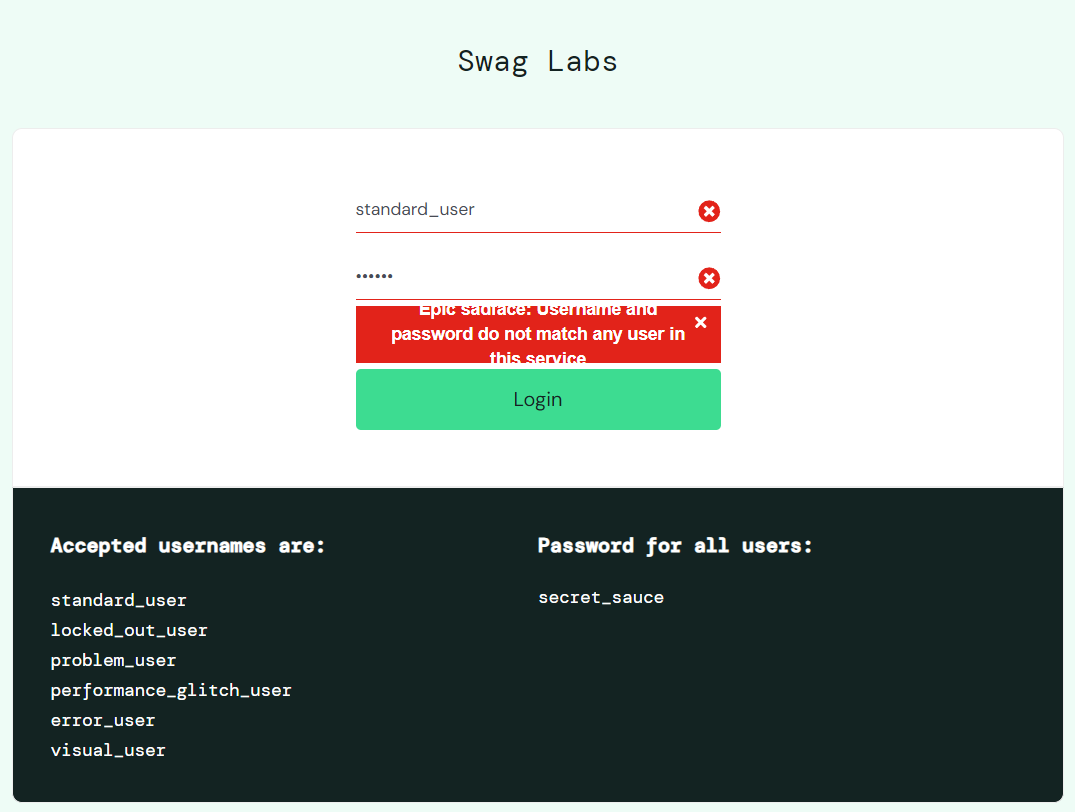 Swag Labs
standard_user
••••••
Epic sadface: Username and
password do not match any user in
this service
Login
Accepted usernames are:
standard_user
locked_out_user
problem_user
performance_glitch_user
error_user
visual_user
Password for all users:
secret_sauce